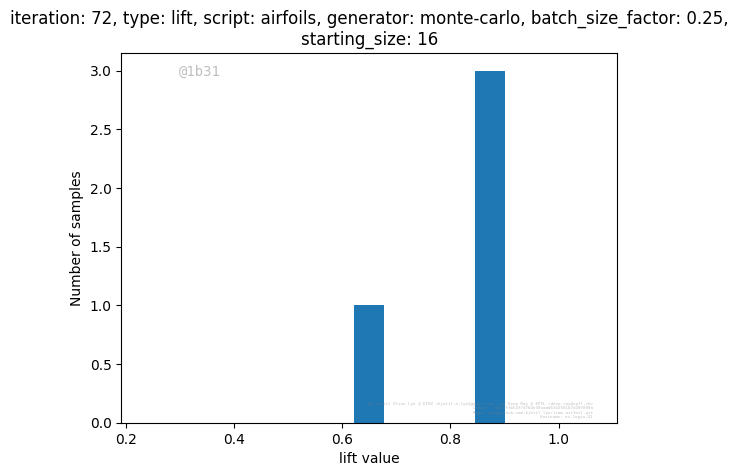 iteration: 72, type: lift, script: airfoils, generator: monte-carlo, batch_size_factor: 0.25,
starting_size: 16
@1b31
3.0
2.5
2.0
1.5
1.0
0.5
0.0
Number of samples
0.2 0.4 0.6 0.8 1.0
lift value